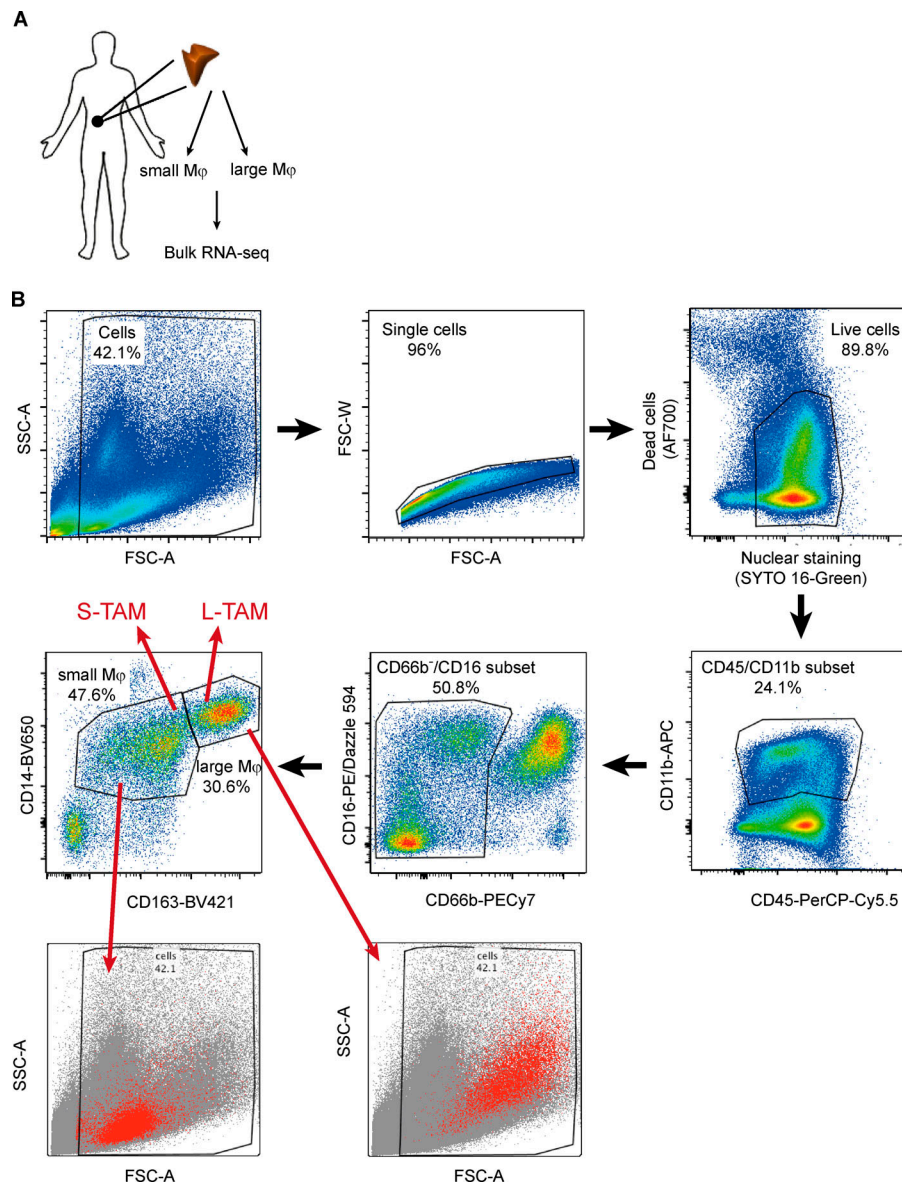 A
small Mφ
large Mφ
Bulk RNA-seq
B
Cells
42.1%
SSC-A
FSC-A
Single cells
96%
FSC-W
FSC-A
Live cells
89.8%
Dead cells
(AF700)
Nuclear staining
(SYTO 16-Green)
S-TAM
L-TAM
small Mφ
47.6%
large Mφ
30.6%
CD14-BV650
CD163-BV421
CD66b⁻/CD16 subset
50.8%
CD16-PE/Dazzle 594
CD66b-PECy7
CD45/CD11b subset
24.1%
CD11b-APC
CD45-PerCP-Cy5.5
cells
42.1
SSC-A
FSC-A
cells
42.1
SSC-A
FSC-A